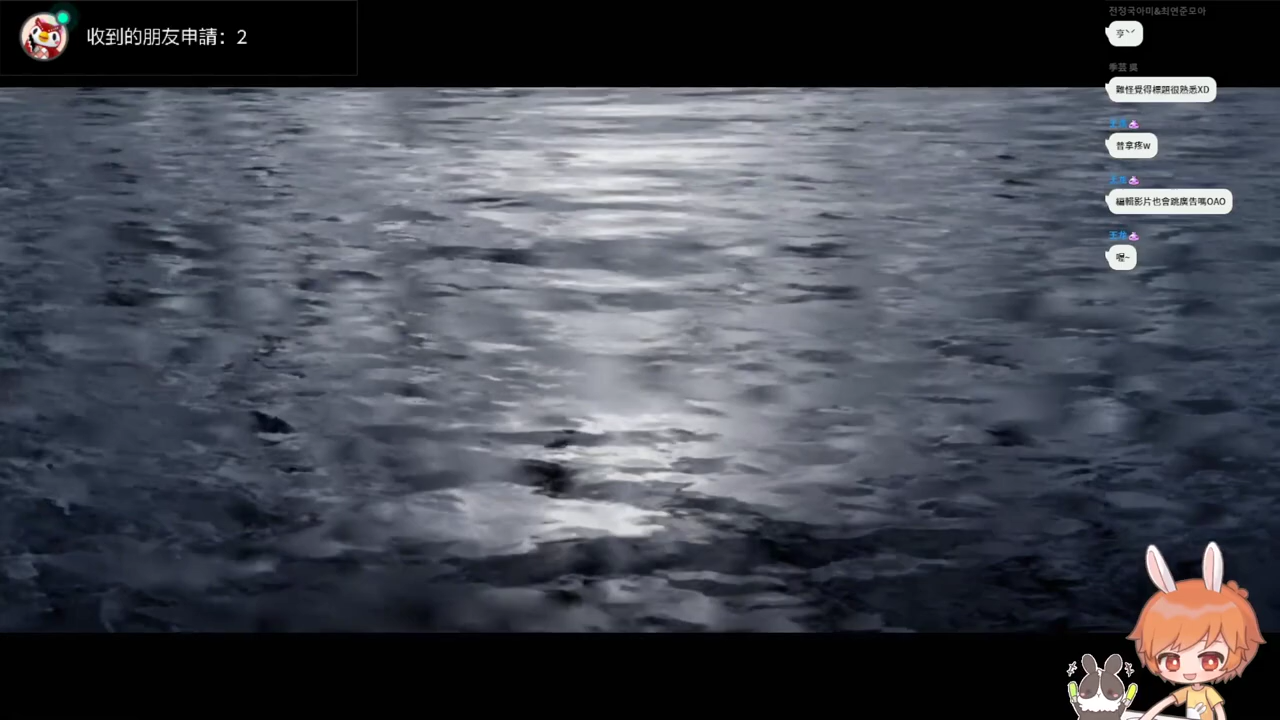 收到的朋友申請：2
전정국아미&최연준모아
季芸 吳
難怪覺得標題很熟悉XD
替拿疼w
編輯影片也會跳廣告嗎OAO
喔~